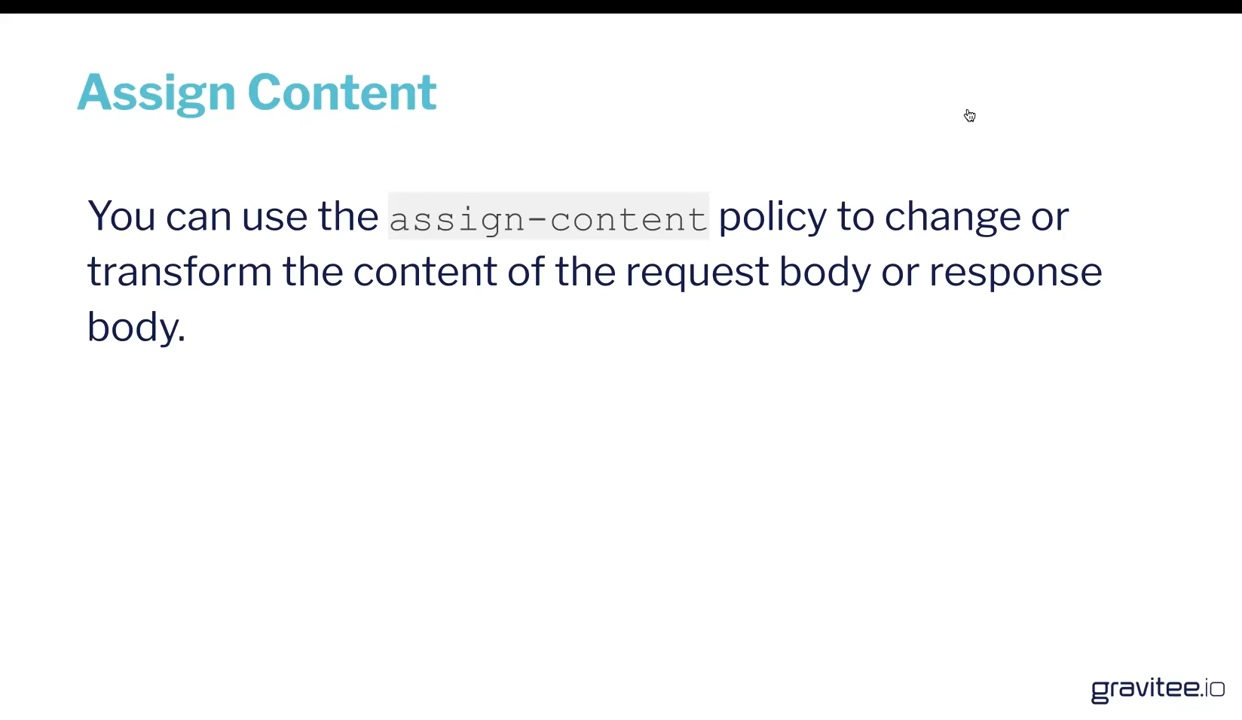 Assign Content
You can use the assign-content policy to change or
transform the content of the request body or response
body.
gravitee.io